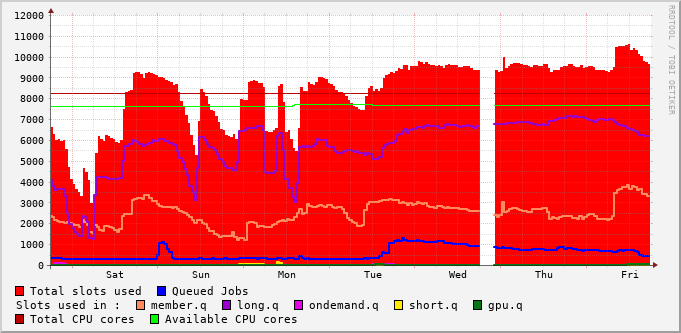 12000
11000
10000
9000
8000
7000
6000
5000
4000
3000
2000
1000
0
Sat Sun Mon Tue Wed Thu Fri
Total slots used Queued Jobs
Slots used in : member.q long.q ondemand.q short.q gpu.q
Total CPU cores Available CPU cores
RRDTOOL / TOBI OETIKER